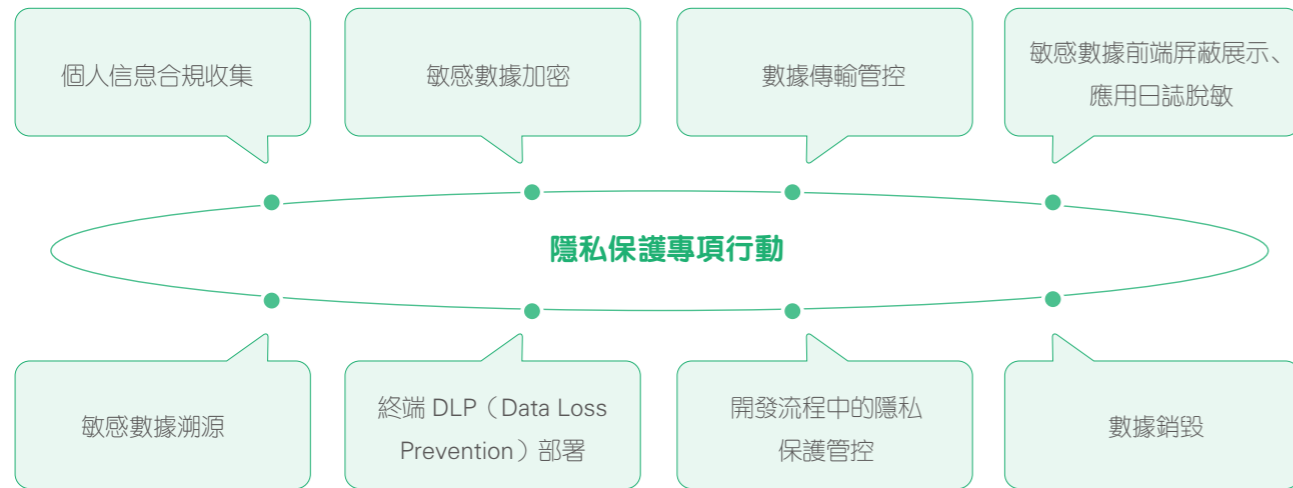 個人信息合規收集
敏感數據加密
數據傳輸管控
敏感數據前端屏蔽展示、
應用日誌脫敏
隱私保護專項行動
敏感數據溯源
終端 DLP（Data Loss
Prevention）部署
開發流程中的隱私
保護管控
數據銷毀